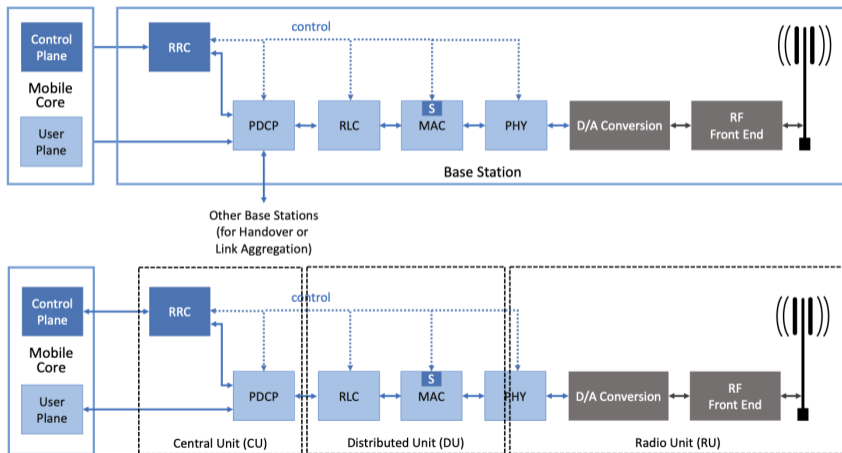 control
Control
Plane
RRC
Mobile
Core
User
Plane
PDCP
RLC
S
MAC
PHY
D/A Conversion
RF
Front End
Base Station
Other Base Stations
(for Handover or
Link Aggregation)
control
Control
Plane
RRC
Mobile
Core
User
Plane
PDCP
RLC
S
MAC
PHY
D/A Conversion
RF
Front End
Central Unit (CU)
Distributed Unit (DU)
Radio Unit (RU)